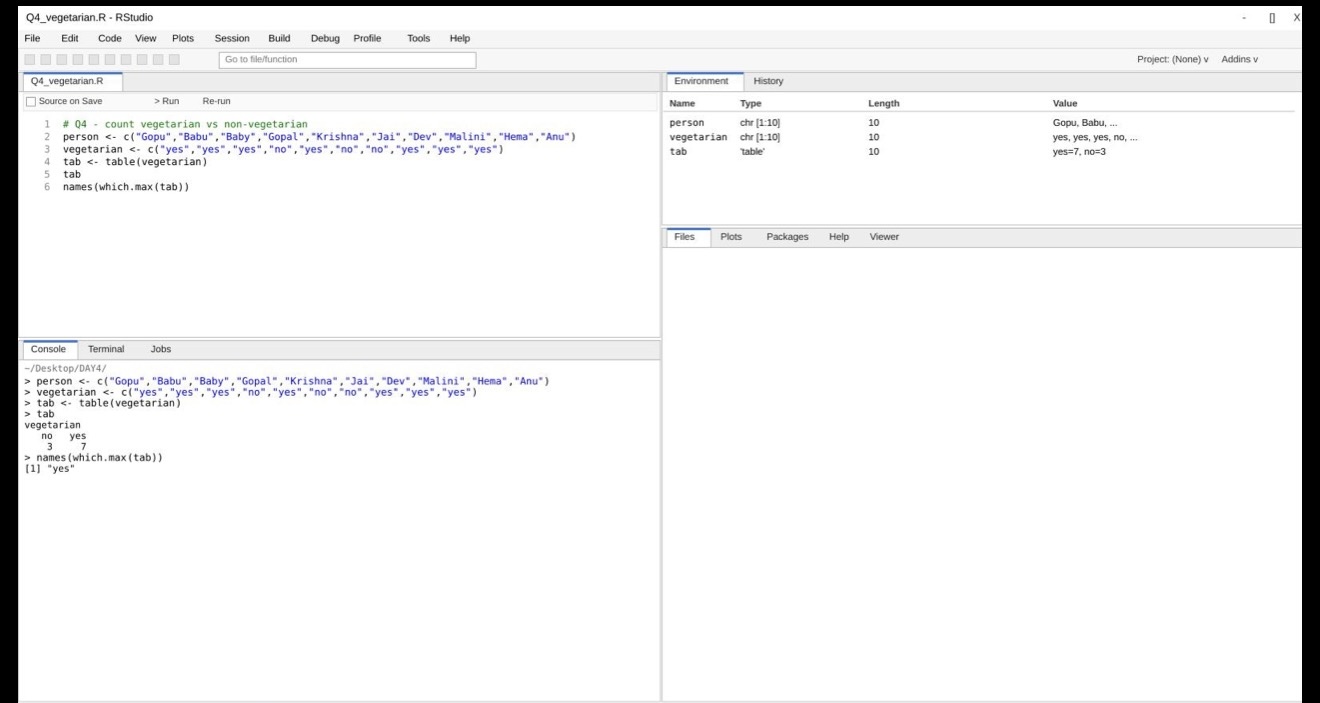 Q4_vegetarian.R - RStudio - [] X
File Edit Code View Plots Session Build Debug Profile Tools Help
Go to file/function Project: (None) v Addins v
Q4_vegetarian.R
Source on Save > Run Re-run
1 # Q4 - count vegetarian vs non-vegetarian
2 person <- c("Gopu","Babu","Baby","Gopal","Krishna","Jai","Dev","Malini","Hema","Anu")
3 vegetarian <- c("yes","yes","yes","no","yes","no","no","yes","yes","yes")
4 tab <- table(vegetarian)
5 tab
6 names(which.max(tab))
Console Terminal Jobs
~/Desktop/DAY4/
> person <- c("Gopu","Babu","Baby","Gopal","Krishna","Jai","Dev","Malini","Hema","Anu")
> vegetarian <- c("yes","yes","yes","no","yes","no","no","yes","yes","yes")
> tab <- table(vegetarian)
> tab
vegetarian
no yes
3 7
> names(which.max(tab))
[1] "yes"
Environment History
Name Type Length Value
person chr [1:10] 10 Gopu, Babu, ...
vegetarian chr [1:10] 10 yes, yes, yes, no, ...
tab 'table' 10 yes=7, no=3
Files Plots Packages Help Viewer